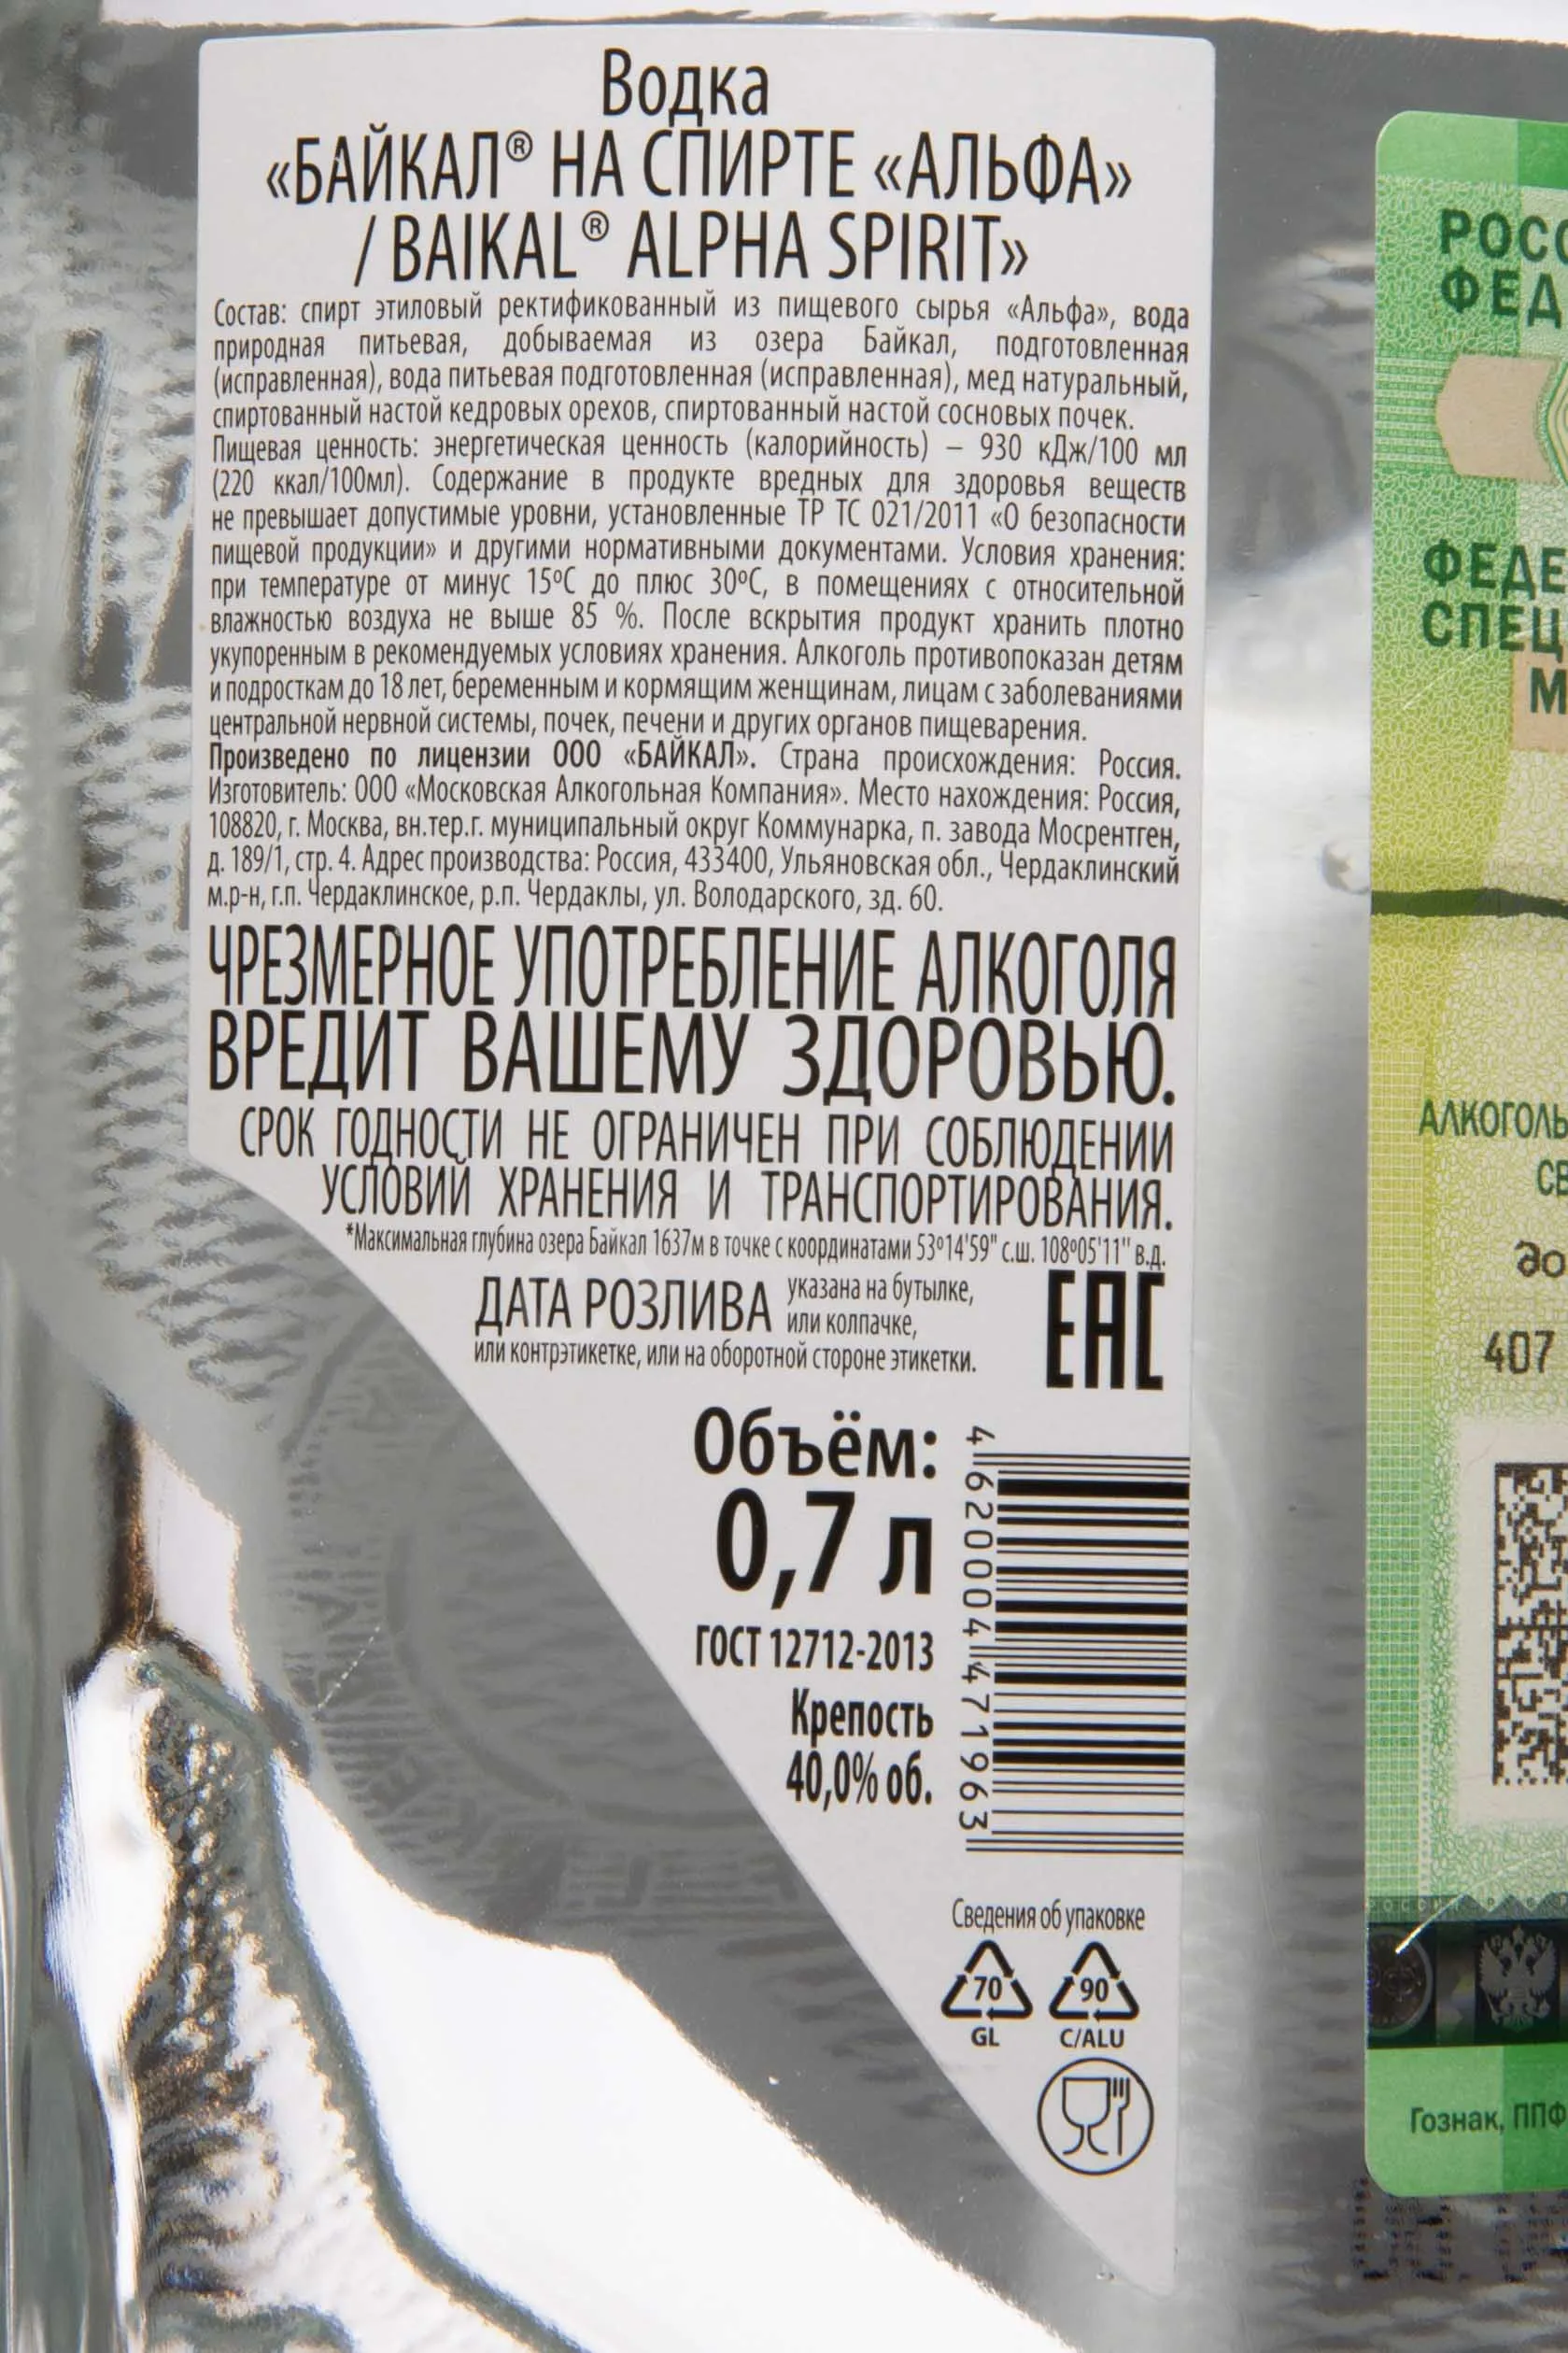 Водка
«БАЙКАЛ® НА СПИРТЕ «АЛЬФА»
/ BAIKAL® ALPHA SPIRIT»
Состав: спирт этиловый ректификованный из пищевого сырья «Альфа», вода
природная питьевая, добываемая из озера Байкал, подготовленная
(исправленная), вода питьевая подготовленная (исправленная), мед натуральный,
спиртованный настой кедровых орехов, спиртованный настой сосновых почек.
Пищевая ценность: энергетическая ценность (калорийность) – 930 кДж/100 мл
(220 ккал/100мл). Содержание в продукте вредных для здоровья веществ
не превышает допустимые уровни, установленные ТР ТС 021/2011 «О безопасности
пищевой продукции» и другими нормативными документами. Условия хранения:
при температуре от минус 15ºС до плюс 30ºС, в помещениях с относительной
влажностью воздуха не выше 85 %. После вскрытия продукт хранить плотно
укупоренным в рекомендуемых условиях хранения. Алкоголь противопоказан детям
и подросткам до 18 лет, беременным и кормящим женщинам, лицам с заболеваниями
центральной нервной системы, почек, печени и других органов пищеварения.
Произведено по лицензии ООО «БАЙКАЛ». Страна происхождения: Россия.
Изготовитель: ООО «Московская Алкогольная Компания». Место нахождения: Россия,
108820, г. Москва, вн.тер.г. муниципальный округ Коммунарка, п. завода Мосрентген,
д. 189/1, стр. 4. Адрес производства: Россия, 433400, Ульяновская обл., Чердаклинский
м.р-н, г.п. Чердаклинское, р.п. Чердаклы, ул. Володарского, зд. 60.
ЧРЕЗМЕРНОЕ УПОТРЕБЛЕНИЕ АЛКОГОЛЯ
ВРЕДИТ ВАШЕМУ ЗДОРОВЬЮ.
СРОК ГОДНОСТИ НЕ ОГРАНИЧЕН ПРИ СОБЛЮДЕНИИ
УСЛОВИЙ ХРАНЕНИЯ И ТРАНСПОРТИРОВАНИЯ.
*Максимальная глубина озера Байкал 1637м в точке с координатами 53º14'59" с.ш. 108º05'11" в.д.
ДАТА РОЗЛИВА указана на бутылке,
или колпачке,
или контрэтикетке, или на оборотной стороне этикетки.
EAC
Объём:
0,7 л
ГОСТ 12712-2013
Крепость
40,0% об.
4 620004 471963
Сведения об упаковке
70 90
GL C/ALU
РОСС
ФЕД
ФЕДЕ
СПЕЦ
М
АЛКОГОЛЬ
СВ
до
407
Гознак, ППФ